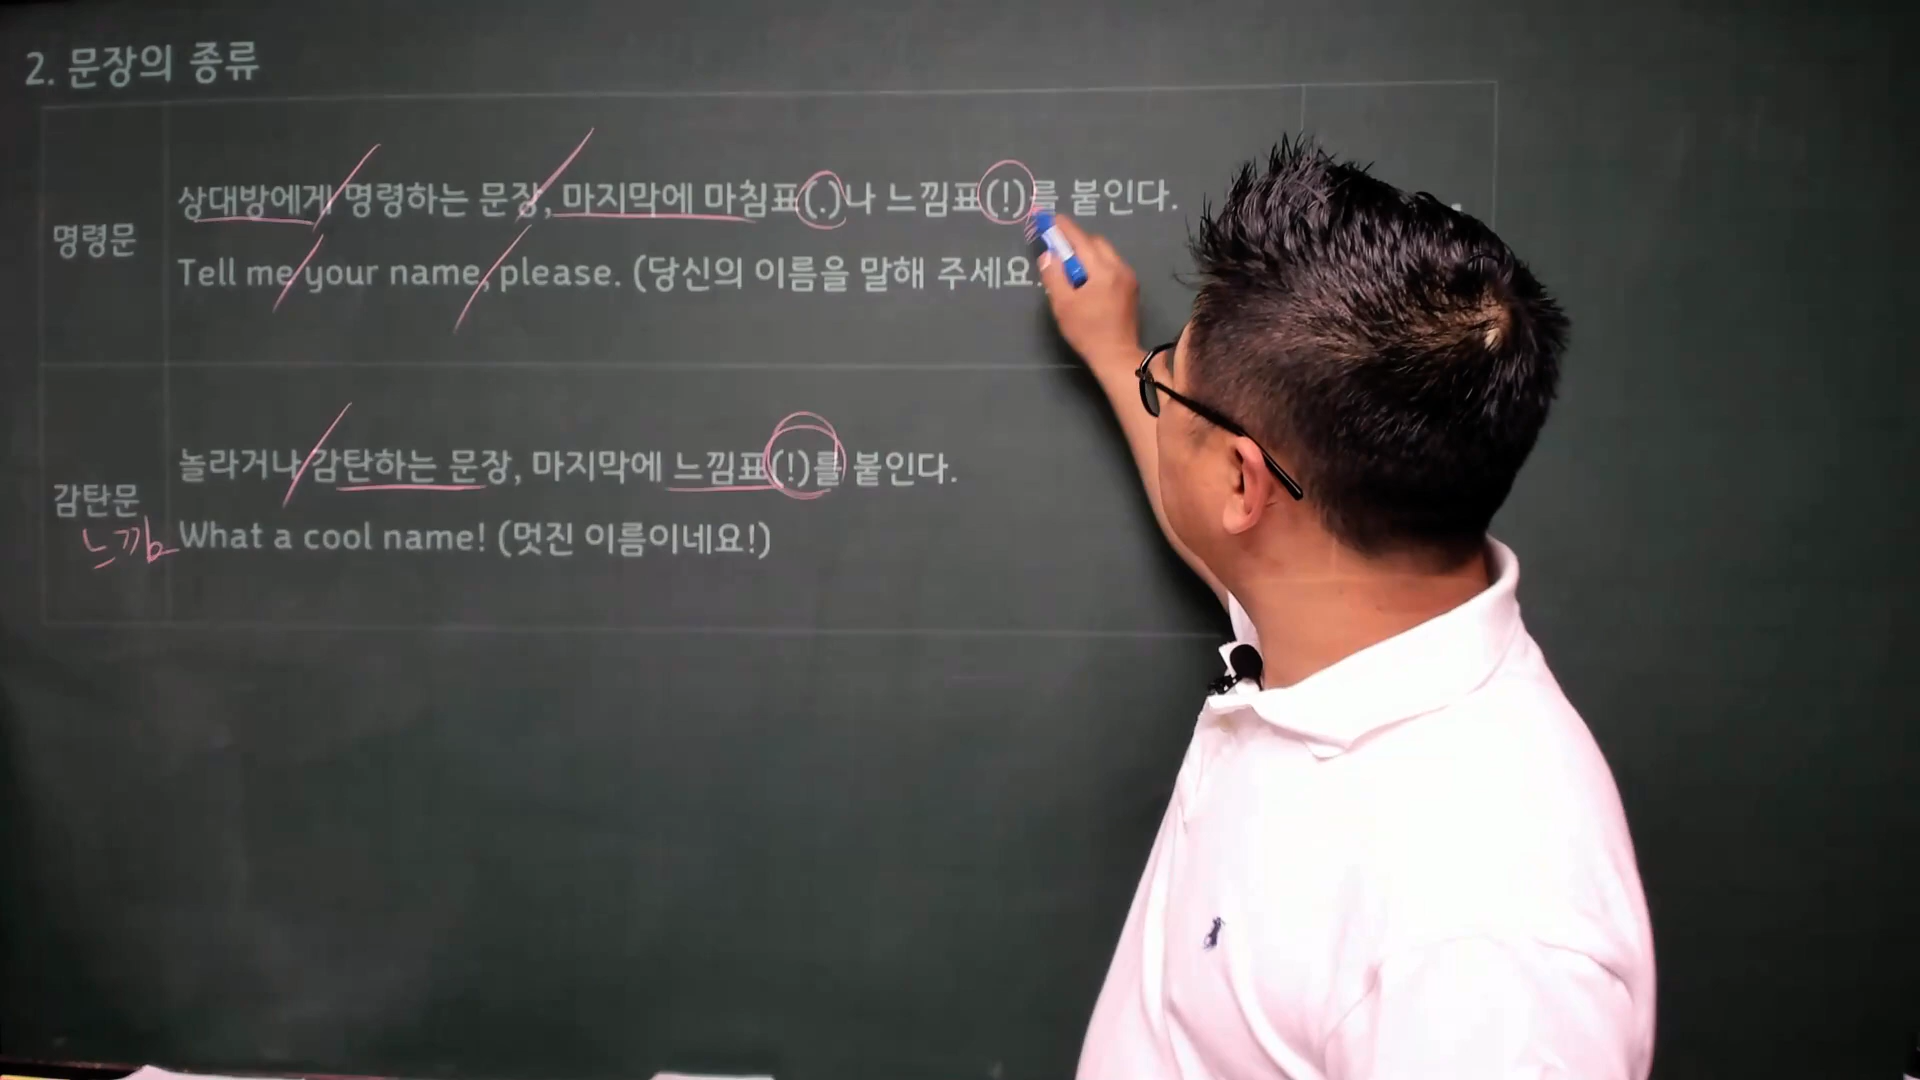 2. 문장의 종류
명령문
상대방에게 명령하는 문장, 마지막에 마침표(.)나 느낌표(!)를 붙인다.
Tell me your name, please. (당신의 이름을 말해 주세요.
감탄문
놀라거나 감탄하는 문장, 마지막에 느낌표(!)를 붙인다.
What a cool name! (멋진 이름이네요!)